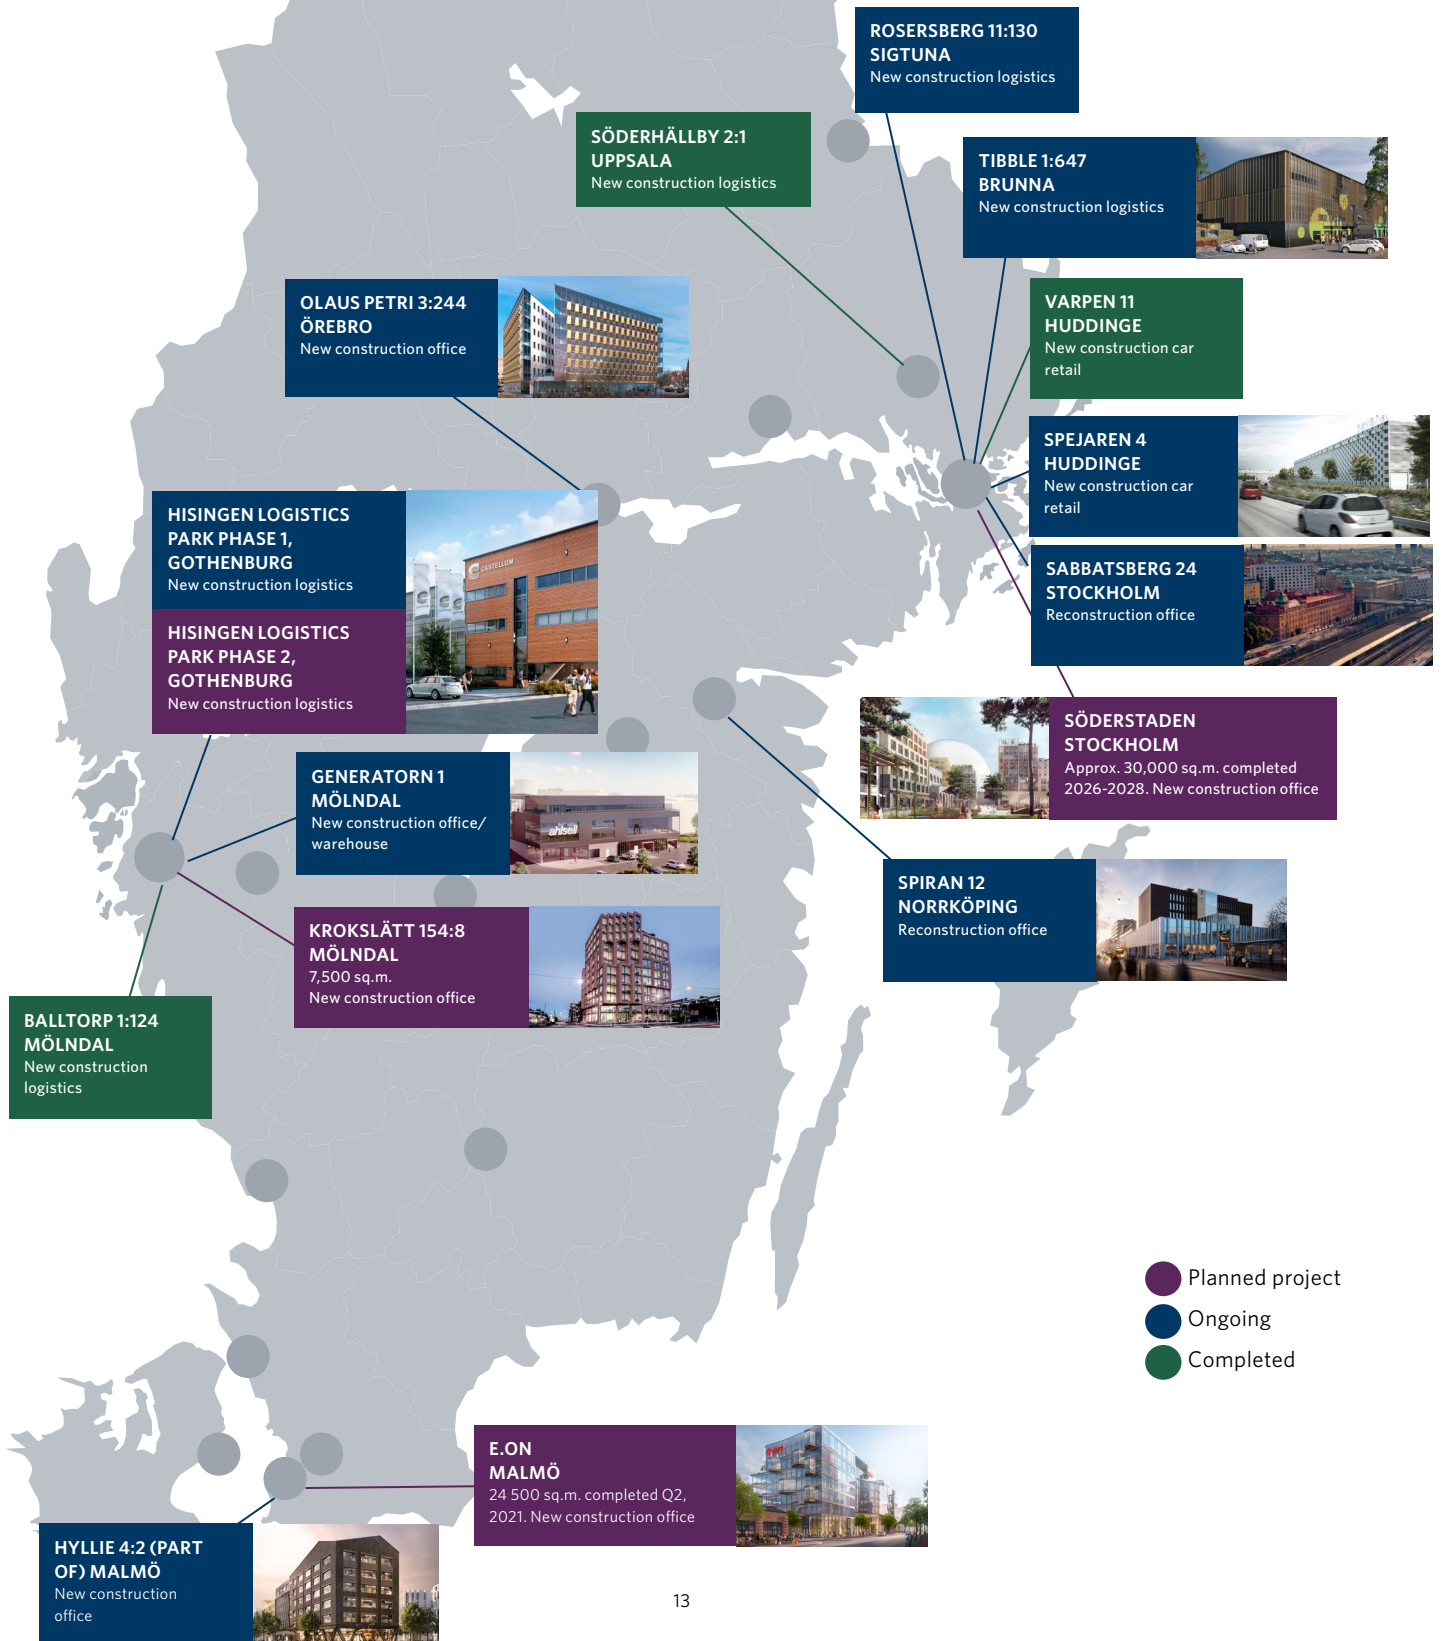 ROSERSBERG 11:130
SIGTUNA
New construction logistics
SÖDERHÄLLBY 2:1
UPPSALA
New construction logistics
TIBBLE 1:647
BRUNNA
New construction logistics
OLAUS PETRI 3:244
ÖREBRO
New construction office
VARPEN 11
HUDDINGE
New construction car
retail
SPEJAREN 4
HUDDINGE
New construction car
retail
HISINGEN LOGISTICS
PARK PHASE 1,
GOTHENBURG
New construction logistics
HISINGEN LOGISTICS
PARK PHASE 2,
GOTHENBURG
New construction logistics
CASTELLUM
SABBATSBERG 24
STOCKHOLM
Reconstruction office
SÖDERSTADEN
STOCKHOLM
Approx. 30,000 sq.m. completed
2026-2028. New construction office
GENERATORN 1
MÖLNDAL
New construction office/
warehouse
ahlsell
SPIRAN 12
NORRKÖPING
Reconstruction office
KROKSLÄTT 154:8
MÖLNDAL
7,500 sq.m.
New construction office
BALLTORP 1:124
MÖLNDAL
New construction
logistics
Planned project
Ongoing
Completed
E.ON
MALMÖ
24 500 sq.m. completed Q2,
2021. New construction office
e·on
HYLLIE 4:2 (PART
OF) MALMÖ
New construction
office
13